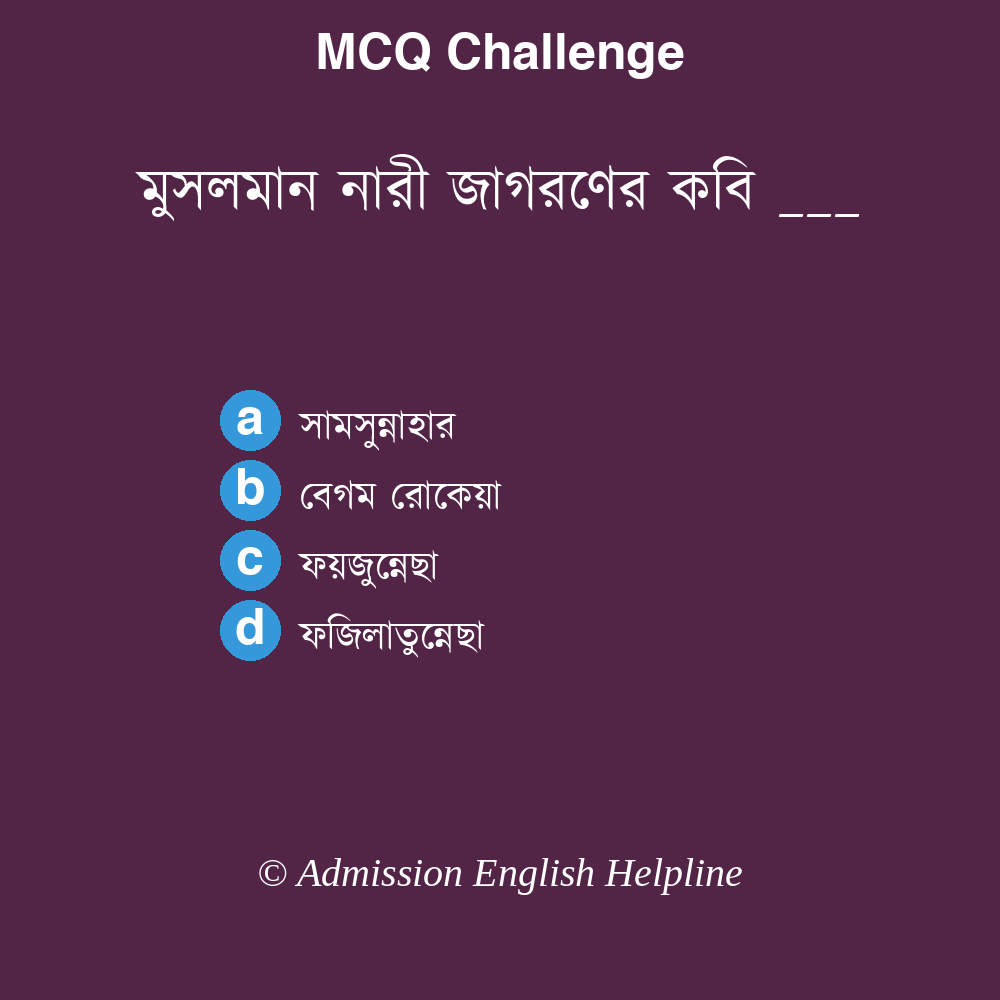 MCQ Challenge
মুসলমান নারী জাগরণের কবি ___
a সামসুন্নাহার
b বেগম রোকেয়া
c ফয়জুন্নেছা
d ফজিলাতুন্নেছা
© Admission English Helpline